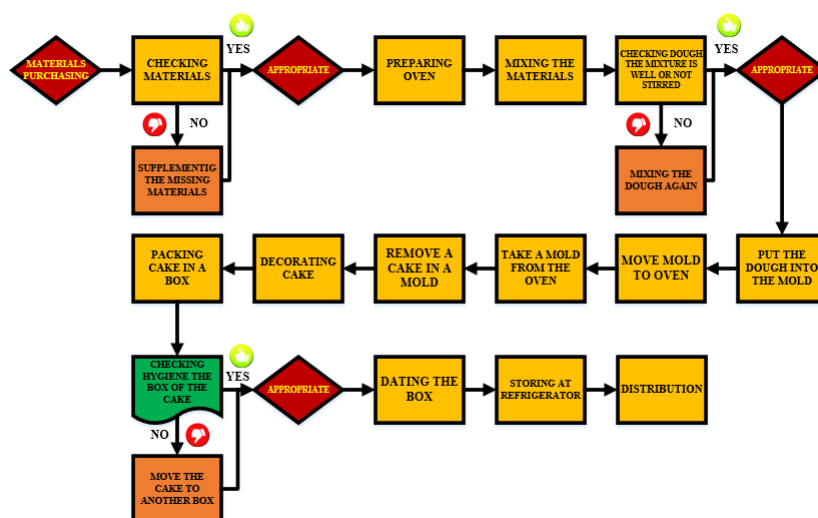 MATERIALS
PURCHASING
CHECKING
MATERIALS
YES
APPROPRIATE
PREPARING
OVEN
MIXING THE
MATERIALS
CHECKING DOUGH
THE MIXTURE IS
WELL OR NOT
STIRRED
YES
APPROPRIATE
NO
SUPPLEMENTIG
THE MISSING
MATERIALS
NO
MIXING THE
DOUGH AGAIN
PACKING
CAKE IN A
BOX
DECORATING
CAKE
REMOVE A
CAKE IN A
MOLD
TAKE A MOLD
FROM THE
OVEN
MOVE MOLD
TO OVEN
PUT THE
DOUGH INTO
THE MOLD
CHECKING
HYGIENE THE
BOX OF THE
CAKE
YES
APPROPRIATE
DATING THE
BOX
STORING AT
REFRIGERATOR
DISTRIBUTION
NO
MOVE THE
CAKE TO
ANOTHER BOX